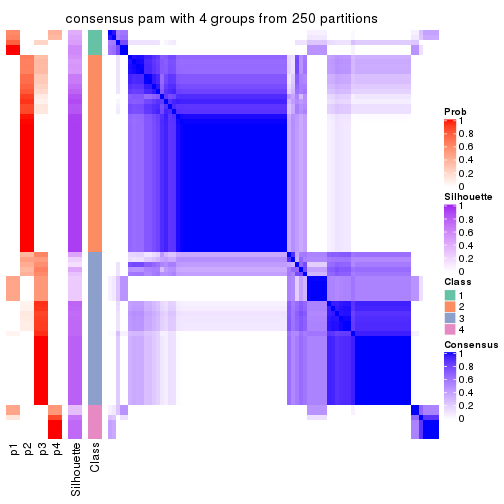 consensus pam with 4 groups from 250 partitions
Prob
1
0.8
0.6
0.4
0.2
0
Silhouette
1
0.8
0.6
0.4
0.2
0
Class
1
2
3
4
Consensus
1
0.8
0.6
0.4
0.2
0
p1
p2
p3
p4
Silhouette
Class